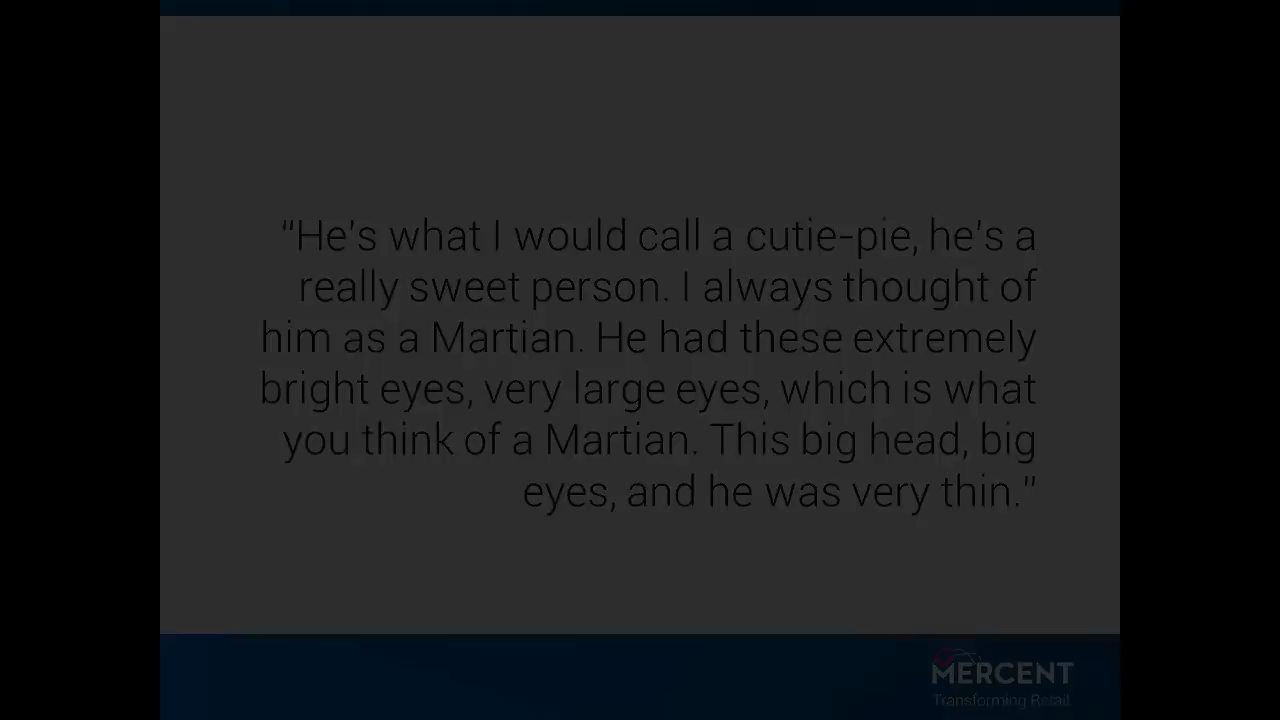 “He’s what I would call a cutie-pie, he’s a
really sweet person. I always thought of
him as a Martian. He had these extremely
bright eyes, very large eyes, which is what
you think of a Martian. This big head, big
eyes, and he was very thin.”
MERCENT
Transforming Retail